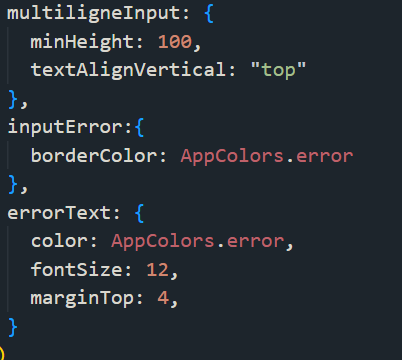 multiligneInput: {
  minHeight: 100,
  textAlignVertical: "top"
},
inputError:{
  borderColor: AppColors.error
},
errorText: {
  color: AppColors.error,
  fontSize: 12,
  marginTop: 4,
}
)